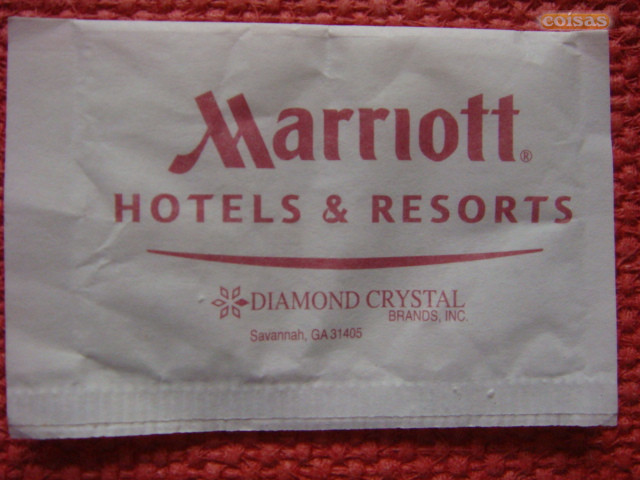 coisas
Marriott®
HOTELS & RESORTS
DIAMOND CRYSTAL
BRANDS, INC.
Savannah, GA 31405